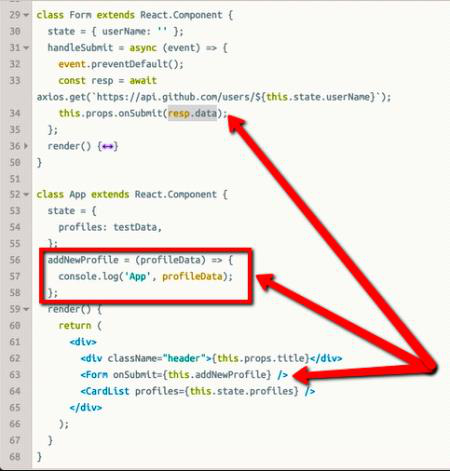 29 class Form extends React.Component {
30 state = { userName: '' };
31 handleSubmit = async (event) => {
32 event.preventDefault();
33 const resp = await
axios.get(`https://api.github.com/users/${this.state.userName}`);
34 this.props.onSubmit(resp.data);
35 };
36 render() {↔}
50 }
51
52 class App extends React.Component {
53 state = {
54 profiles: testData,
55 };
56 addNewProfile = (profileData) => {
57 console.log('App', profileData);
58 };
59 render() {
60 return (
61 <div>
62 <div className="header">{this.props.title}</div>
63 <Form onSubmit={this.addNewProfile} />
64 <CardList profiles={this.state.profiles} />
65 </div>
66 );
67 }
68 }